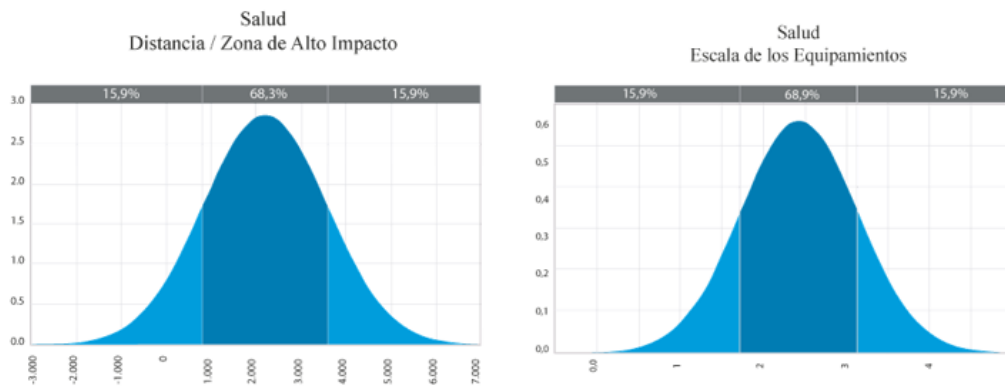 Salud
Distancia / Zona de Alto Impacto
15,9% 68,3% 15,9%
3.0
2.5
2.0
1.5
1.0
0.5
0.0
-3.000 -2.000 -1.000 0 1.000 2.000 3.000 4.000 5.000 6.000 7.000
Salud
Escala de los Equipamientos
15,9% 68,9% 15,9%
0,6
0,5
0,4
0,3
0,2
0,1
0,0
0,0 1 2 3 4